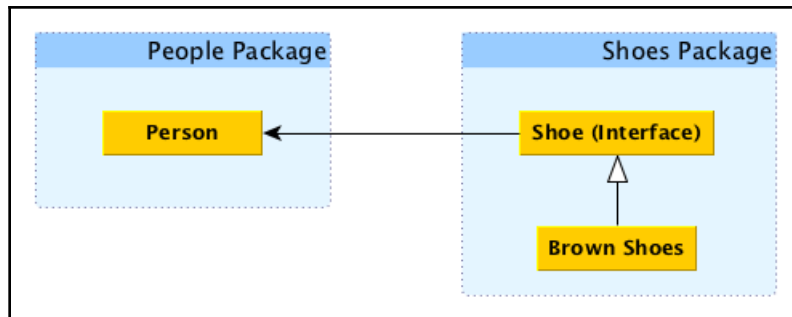 People Package
Shoes Package
Person
Shoe (Interface)
Brown Shoes